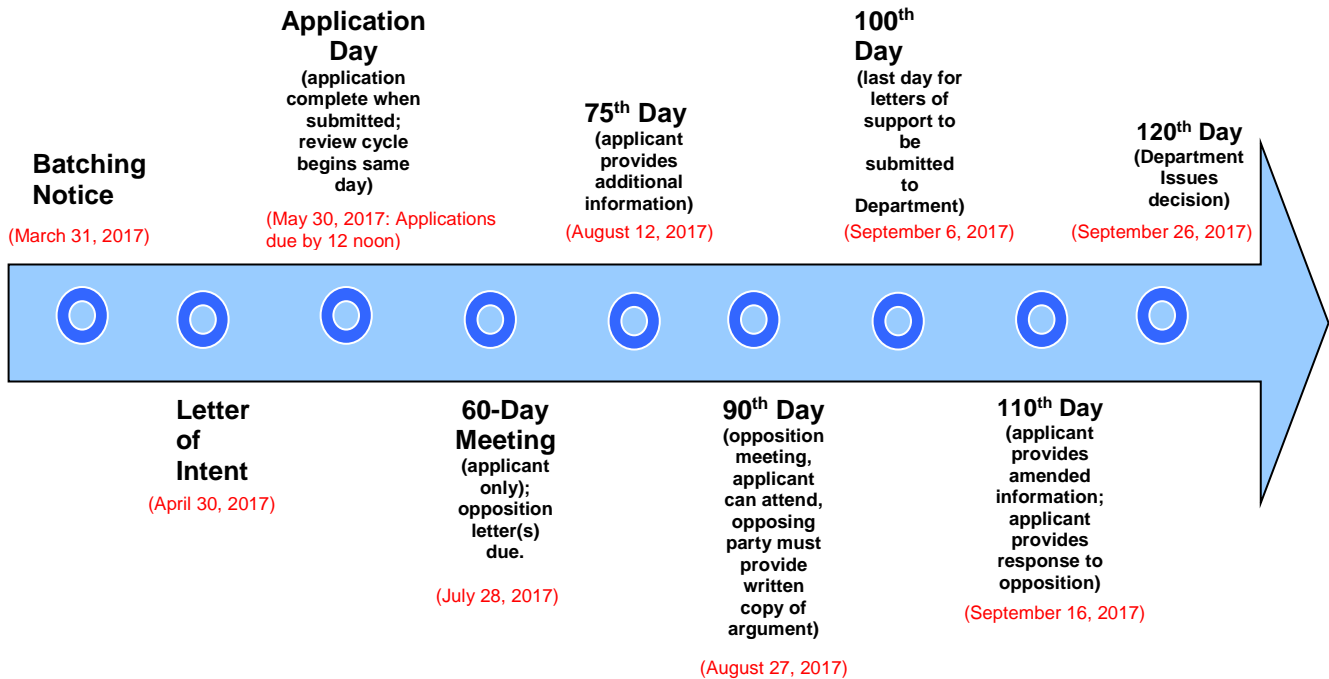 Batching
Notice
(March 31, 2017)
Letter
of
Intent
(April 30, 2017)
Application
Day
(application
complete when
submitted;
review cycle
begins same
day)
(May 30, 2017: Applications
due by 12 noon)
60-Day
Meeting
(applicant
only);
opposition
letter(s)
due.
(July 28, 2017)
75th Day
(applicant
provides
additional
information)
(August 12, 2017)
90th Day
(opposition
meeting,
applicant
can attend,
opposing
party must
provide
written
copy of
argument)
(August 27, 2017)
100th
Day
(last day for
letters of
support to
be
submitted
to
Department)
(September 6, 2017)
110th Day
(applicant
provides
amended
information;
applicant
provides
response to
opposition)
(September 16, 2017)
120th Day
(Department
Issues
decision)
(September 26, 2017)